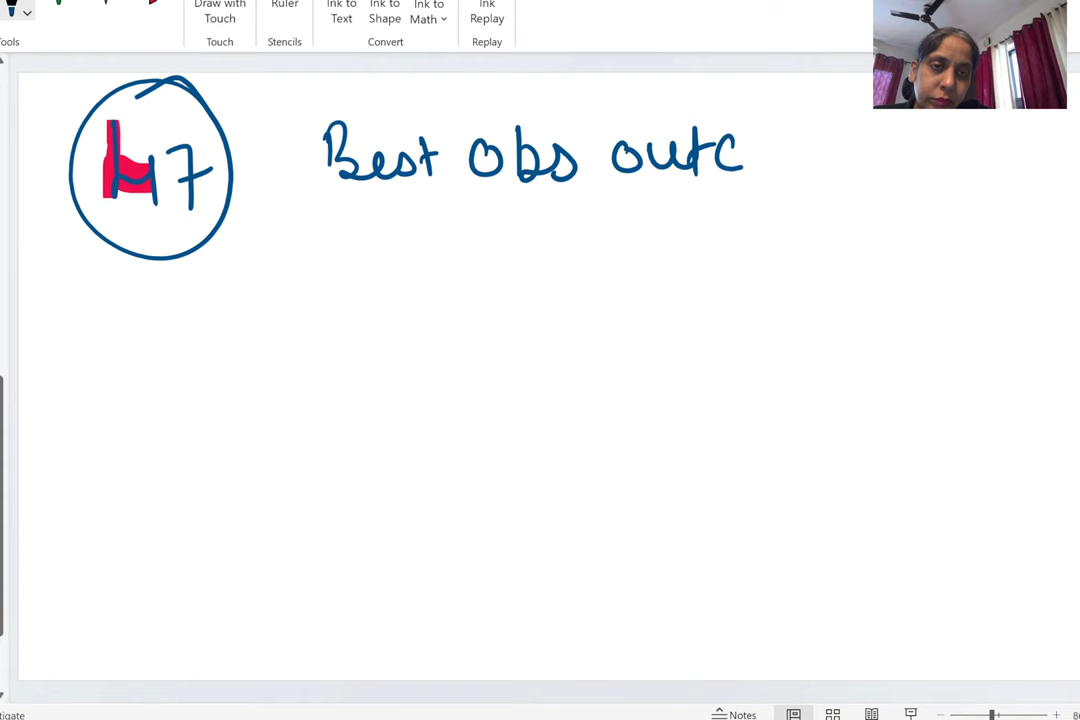 Tools
Draw with Touch
Ruler
Ink to Text
Ink to Shape
Ink to Math
Ink Replay
Touch
Stencils
Convert
Replay
47 Best Obs outc
Notes